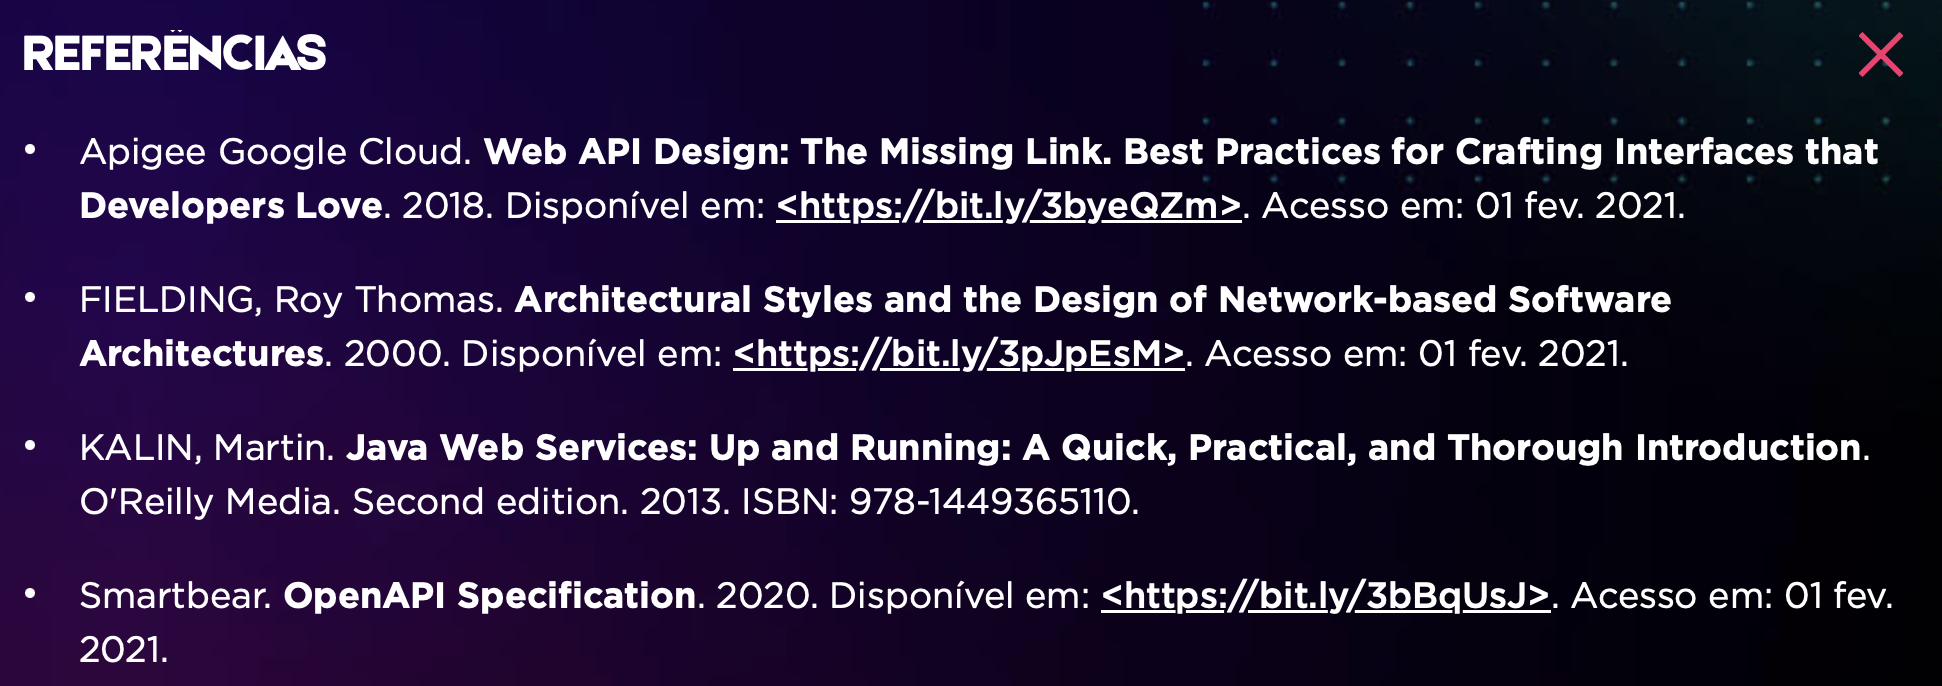 REFERÊNCIAS
• Apigee Google Cloud. Web API Design: The Missing Link. Best Practices for Crafting Interfaces that
Developers Love. 2018. Disponível em: <https://bit.ly/3byeQZm>. Acesso em: 01 fev. 2021.
• FIELDING, Roy Thomas. Architectural Styles and the Design of Network-based Software
Architectures. 2000. Disponível em: <https://bit.ly/3pJpEsM>. Acesso em: 01 fev. 2021.
• KALIN, Martin. Java Web Services: Up and Running: A Quick, Practical, and Thorough Introduction.
O'Reilly Media. Second edition. 2013. ISBN: 978-1449365110.
• Smartbear. OpenAPI Specification. 2020. Disponível em: <https://bit.ly/3bBqUsJ>. Acesso em: 01 fev.
2021.